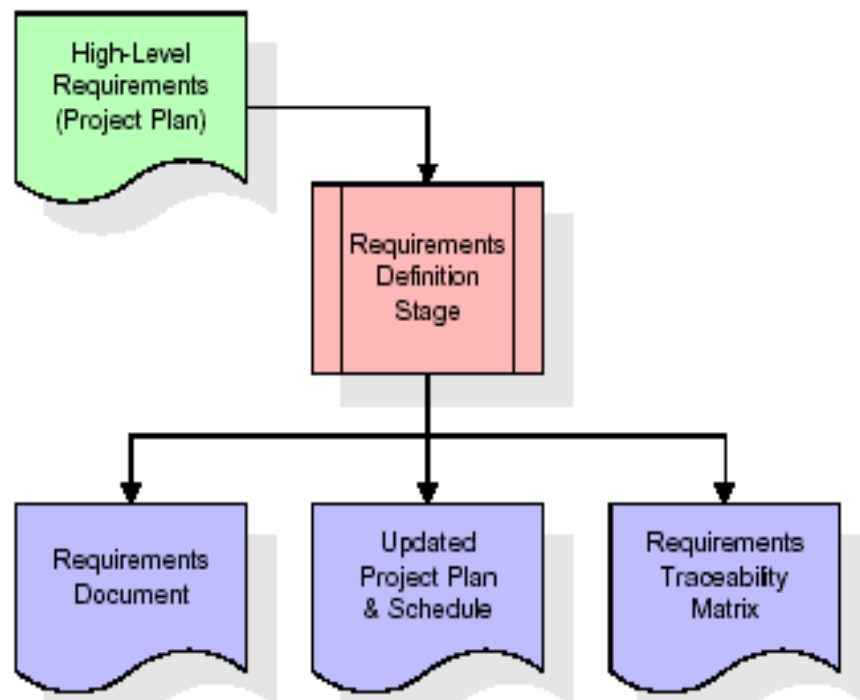 High-Level
Requirements
(Project Plan)
Requirements
Definition
Stage
Requirements
Document
Updated
Project Plan
& Schedule
Requirements
Traceability
Matrix